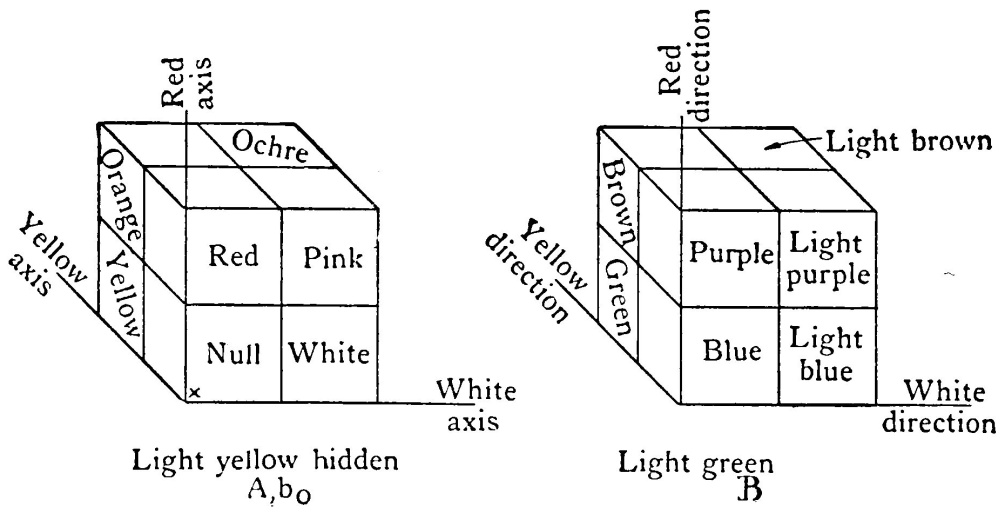 Red
axis
Ochre
Orange
Yellow
axis
Yellow
Red
Pink
Null
White
×
White
axis
Light yellow hidden
A, bo
Red
direction
Light brown
Brown
Yellow
direction
Green
Purple
Light
purple
Blue
Light
blue
White
direction
Light green
B